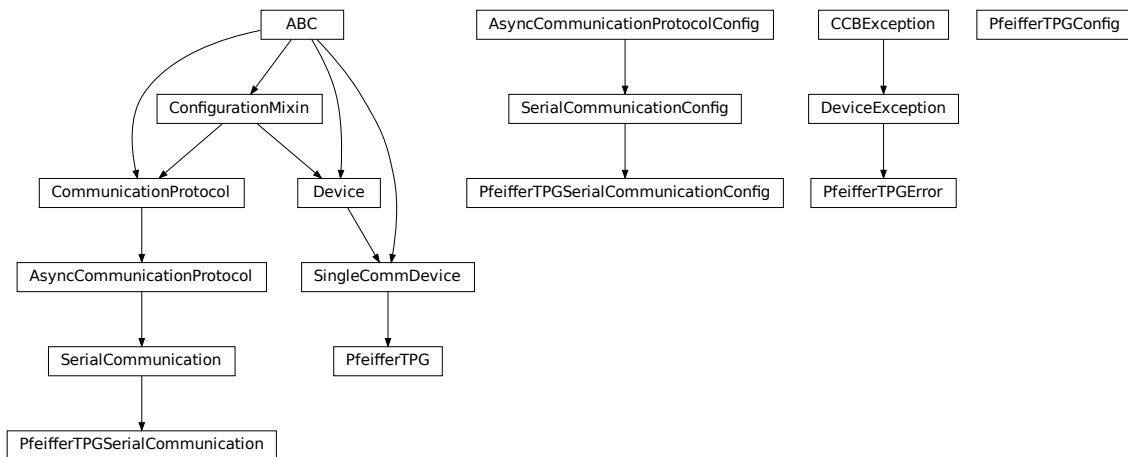 ABC
AsyncCommunicationProtocolConfig
CCBException
PfeifferTPGConfig
ConfigurationMixin
SerialCommunicationConfig
DeviceException
CommunicationProtocol
Device
PfeifferTPGSerialCommunicationConfig
PfeifferTPGError
AsyncCommunicationProtocol
SingleCommDevice
SerialCommunication
PfeifferTPG
PfeifferTPGSerialCommunication